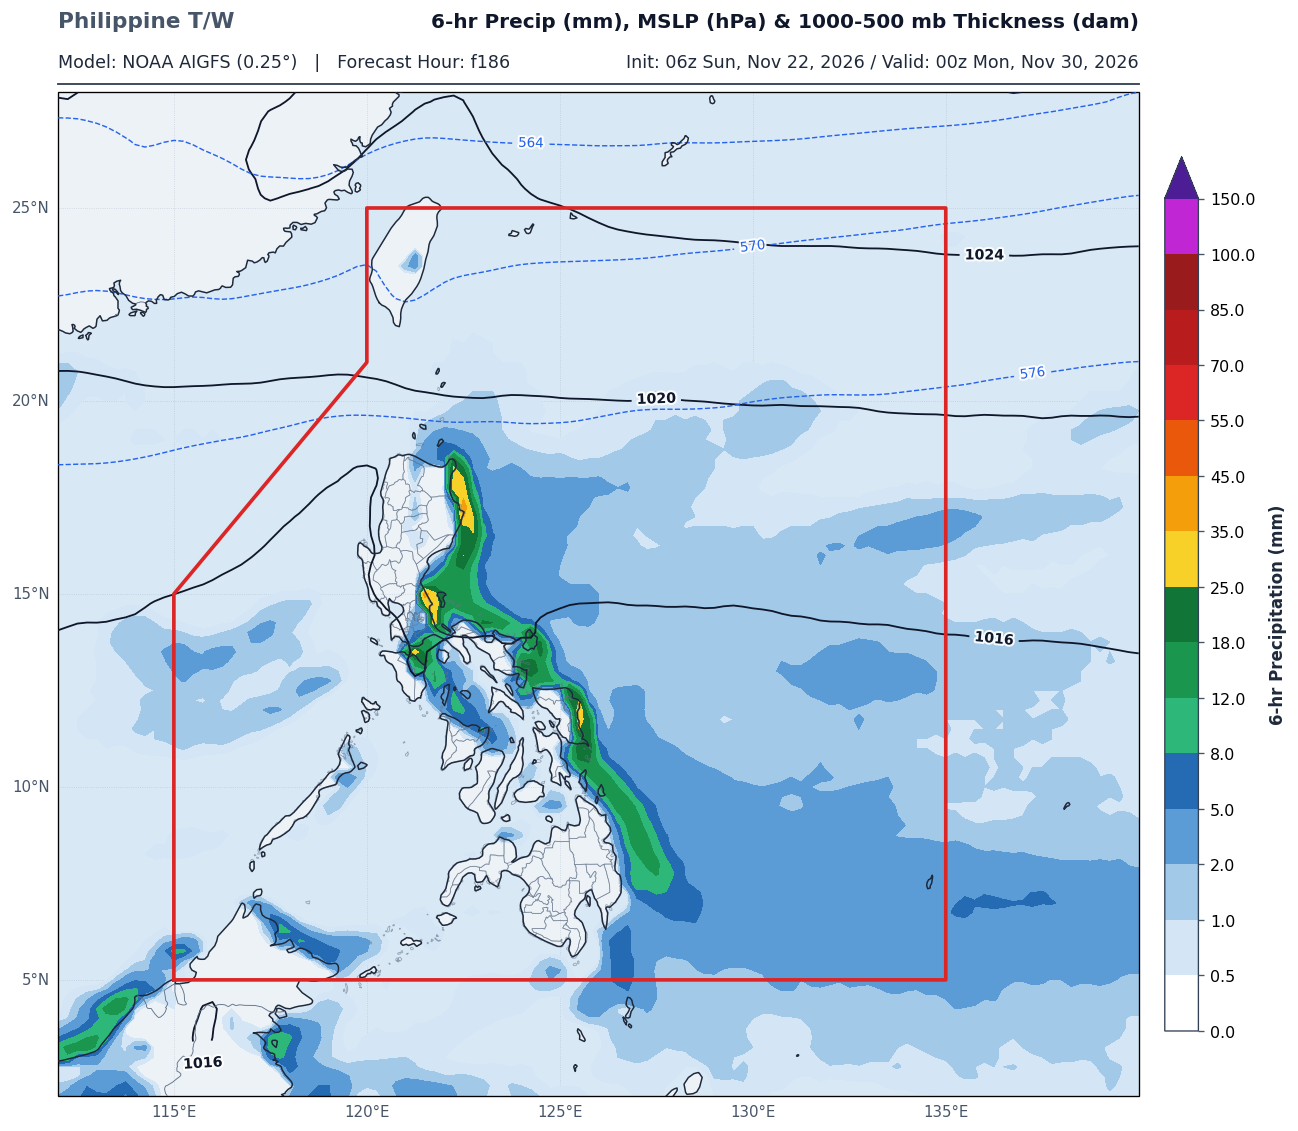 Philippine T/W
6-hr Precip (mm), MSLP (hPa) & 1000-500 mb Thickness (dam)
Model: NOAA AIGFS (0.25°) | Forecast Hour: f186
Init: 06z Sun, Nov 22, 2026 / Valid: 00z Mon, Nov 30, 2026
564
570
1024
576
1020
1016
1016
25°N
20°N
15°N
10°N
5°N
115°E
120°E
125°E
130°E
135°E
150.0
100.0
85.0
70.0
55.0
45.0
35.0
25.0
18.0
12.0
8.0
5.0
2.0
1.0
0.5
0.0
6-hr Precipitation (mm)